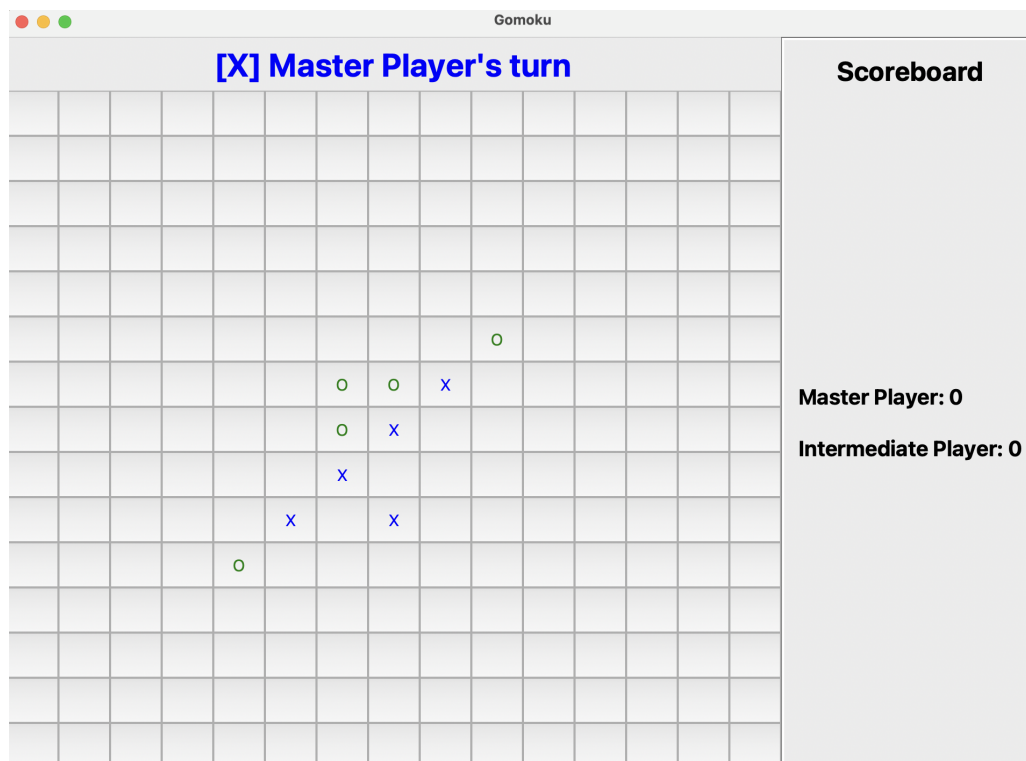 Gomoku
[X] Master Player's turn
Scoreboard
O
O O X
Master Player: 0
O X
Intermediate Player: 0
X
X X
O